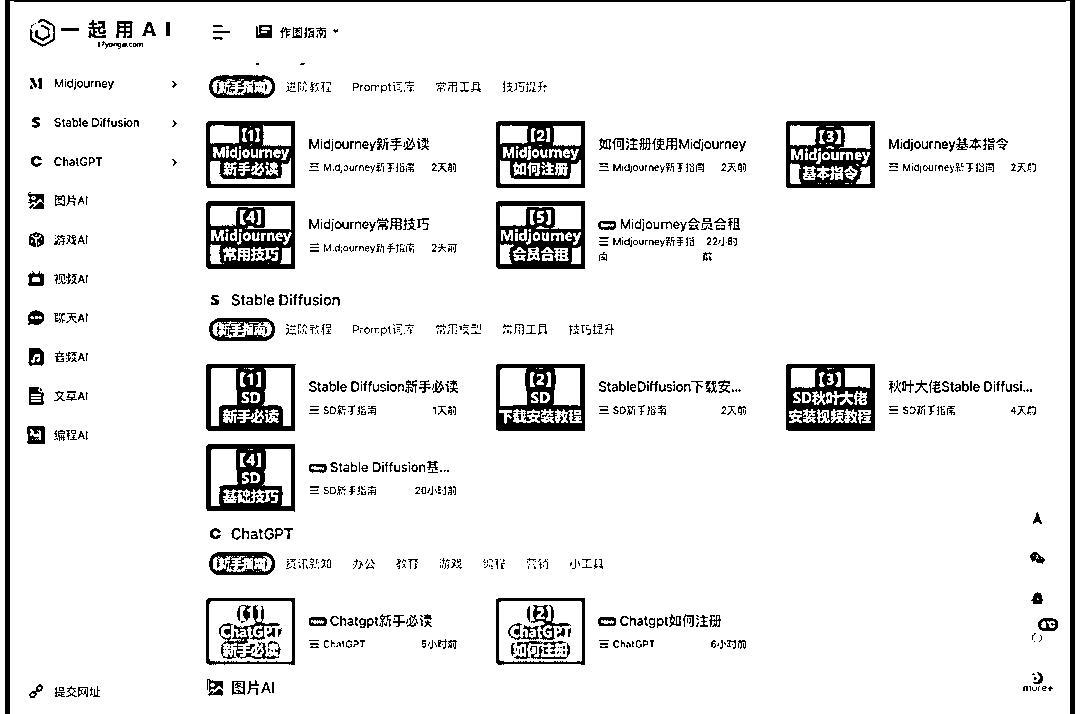 一起用AI
17yongai.com
作图指南
Midjourney
Stable Diffusion
ChatGPT
图片AI
游戏AI
视频AI
聊天AI
音频AI
文章AI
编程AI
提交网址
新手指南 进阶教程 Prompt词库 常用工具 技巧提升
【1】
Midjourney
新手必读
Midjourney新手必读
Midjourney新手指南 2天前
【2】
Midjourney
如何注册
如何注册使用Midjourney
Midjourney新手指南 2天前
【3】
Midjourney
基本指令
Midjourney基本指令
Midjourney新手指南 2天前
【4】
Midjourney
常用技巧
Midjourney常用技巧
Midjourney新手指南 2天前
【5】
Midjourney
会员合租
Midjourney会员合租
Midjourney新手指南 22小时前
S Stable Diffusion
新手指南 进阶教程 Prompt词库 常用模型 常用工具 技巧提升
【1】
SD
新手必读
Stable Diffusion新手必读
SD新手指南 1天前
【2】
SD
下载安装教程
StableDiffusion下载安...
SD新手指南 2天前
【3】
SD秋叶大佬
安装视频教程
秋叶大佬Stable Diffusi...
SD新手指南 4天前
【4】
SD
基础技巧
Stable Diffusion基...
SD新手指南 20小时前
C ChatGPT
新手指南 资讯新知 办公 教育 游戏 编程 营销 小工具
【1】
ChatGPT
新手必读
Chatgpt新手必读
ChatGPT 5小时前
【2】
ChatGPT
如何注册
Chatgpt如何注册
ChatGPT 6小时前
图片AI
more+